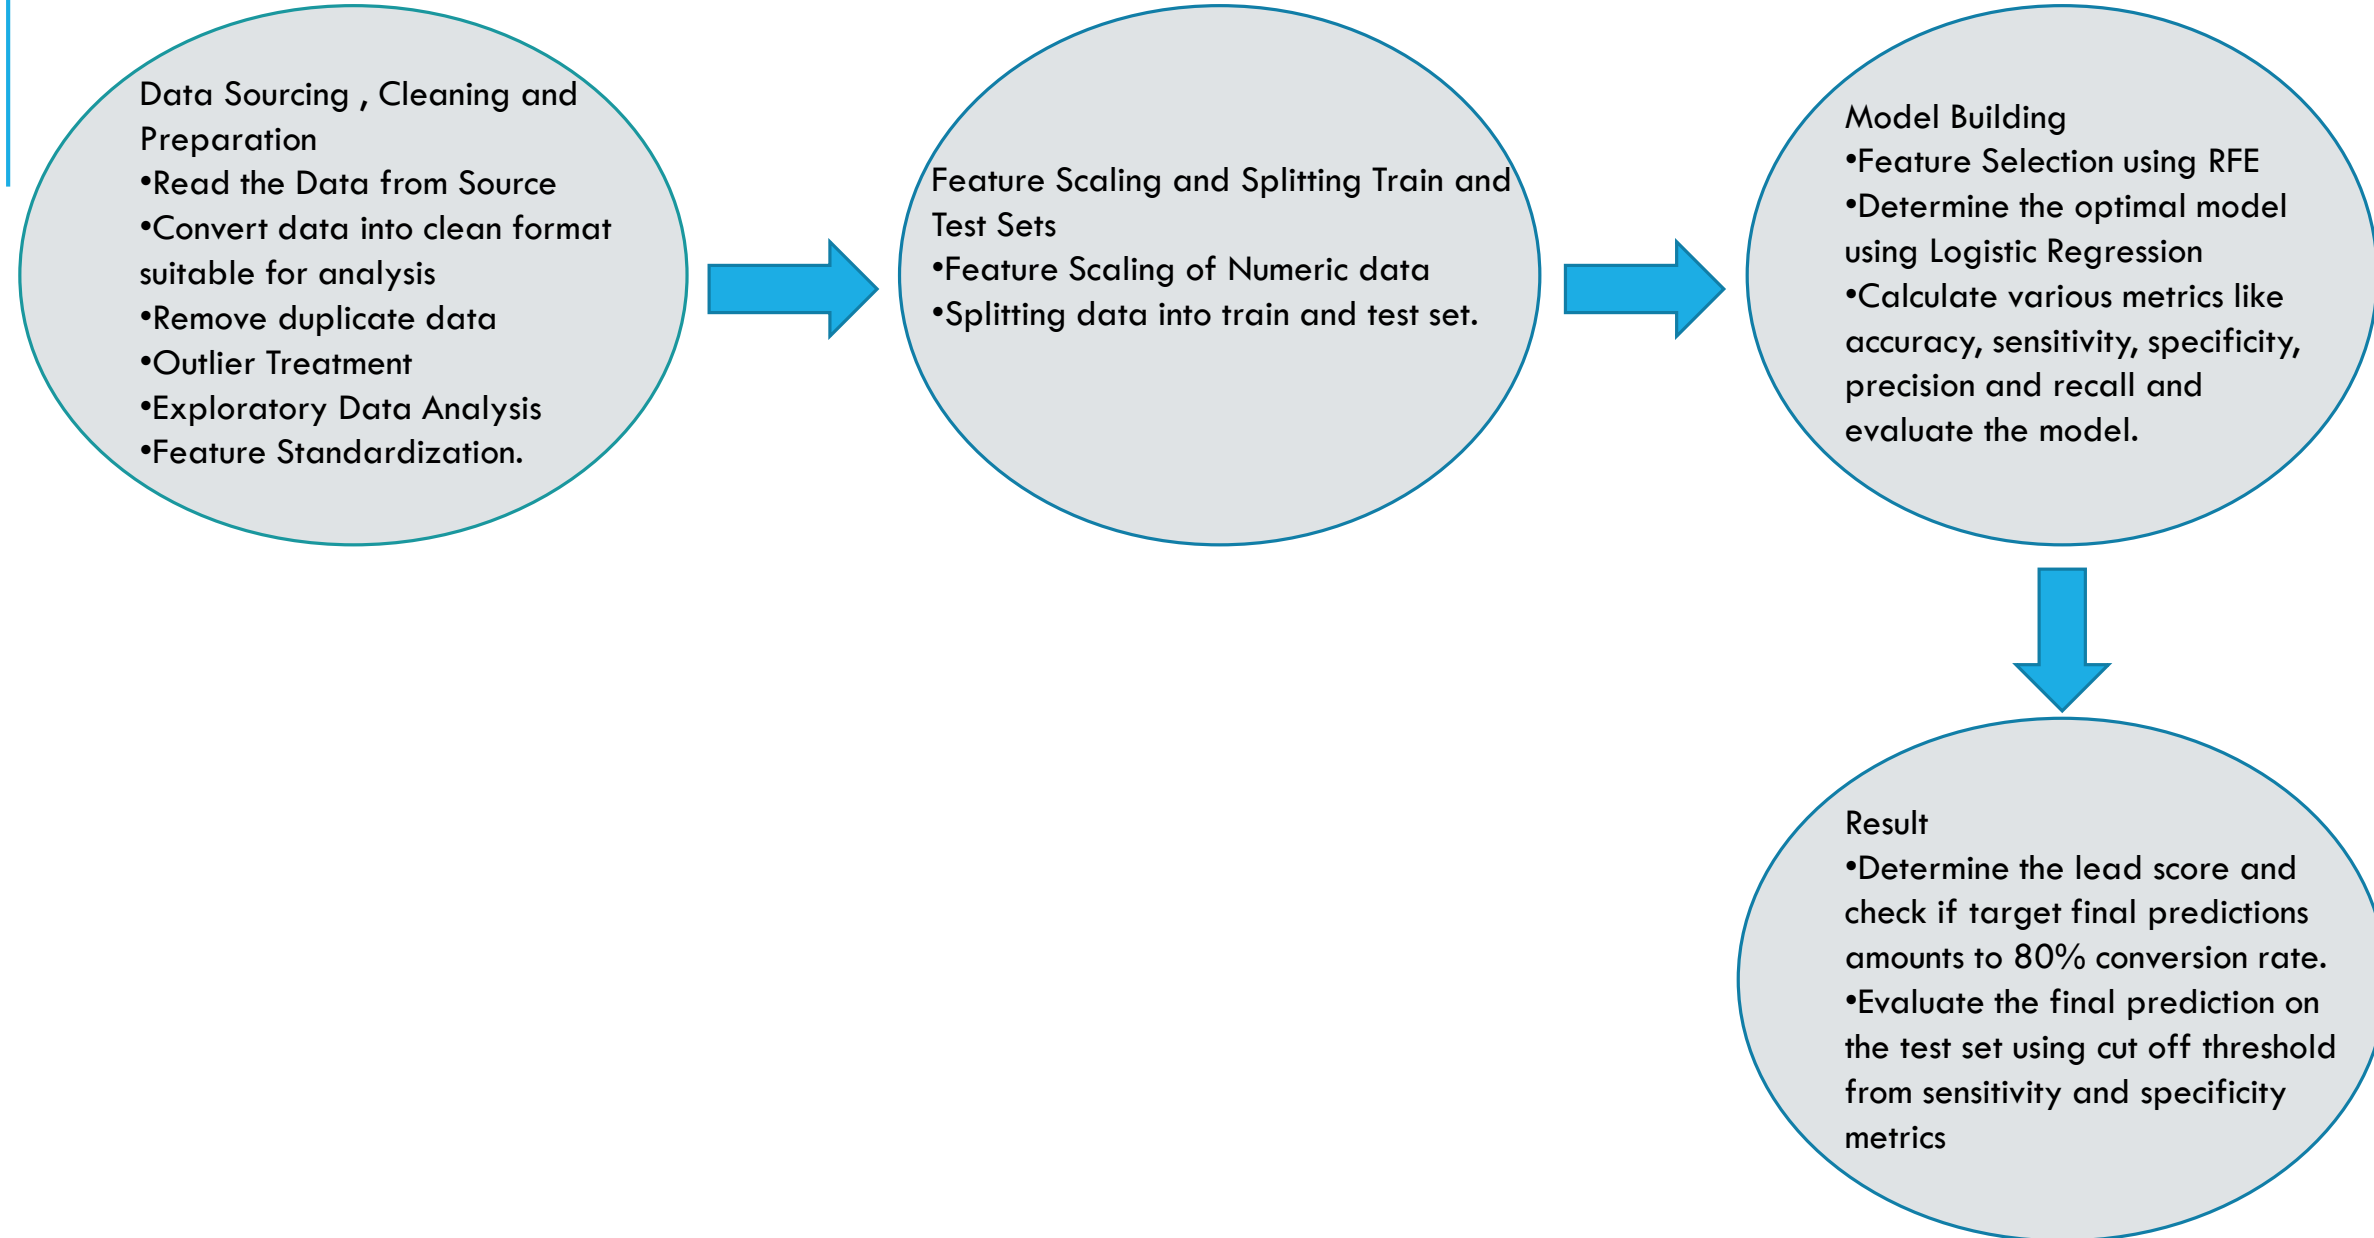 Data Sourcing , Cleaning and
Preparation
•Read the Data from Source
•Convert data into clean format
suitable for analysis
•Remove duplicate data
•Outlier Treatment
•Exploratory Data Analysis
•Feature Standardization.
Feature Scaling and Splitting Train and
Test Sets
•Feature Scaling of Numeric data
•Splitting data into train and test set.
Model Building
•Feature Selection using RFE
•Determine the optimal model
using Logistic Regression
•Calculate various metrics like
accuracy, sensitivity, specificity,
precision and recall and
evaluate the model.
Result
•Determine the lead score and
check if target final predictions
amounts to 80% conversion rate.
•Evaluate the final prediction on
the test set using cut off threshold
from sensitivity and specificity
metrics